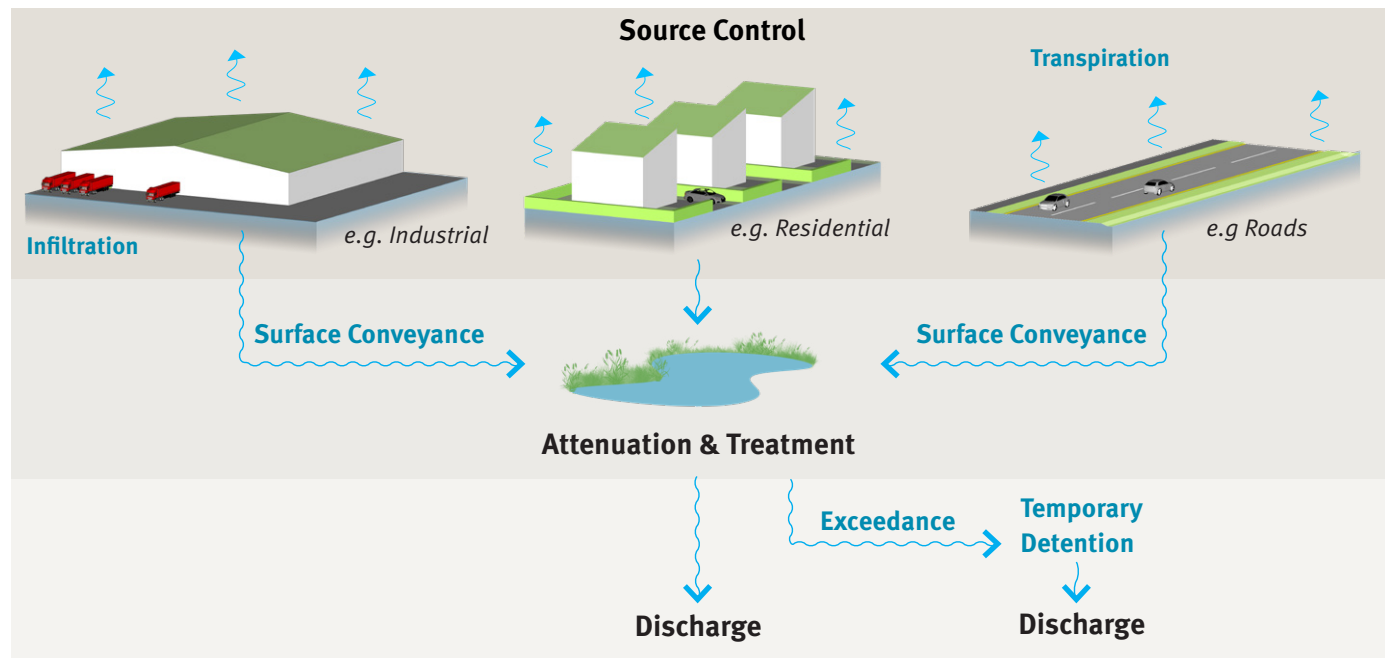 Source Control
Transpiration
Infiltration
e.g. Industrial
e.g. Residential
e.g Roads
Surface Conveyance
Surface Conveyance
Attenuation & Treatment
Exceedance
Temporary
Detention
Discharge
Discharge